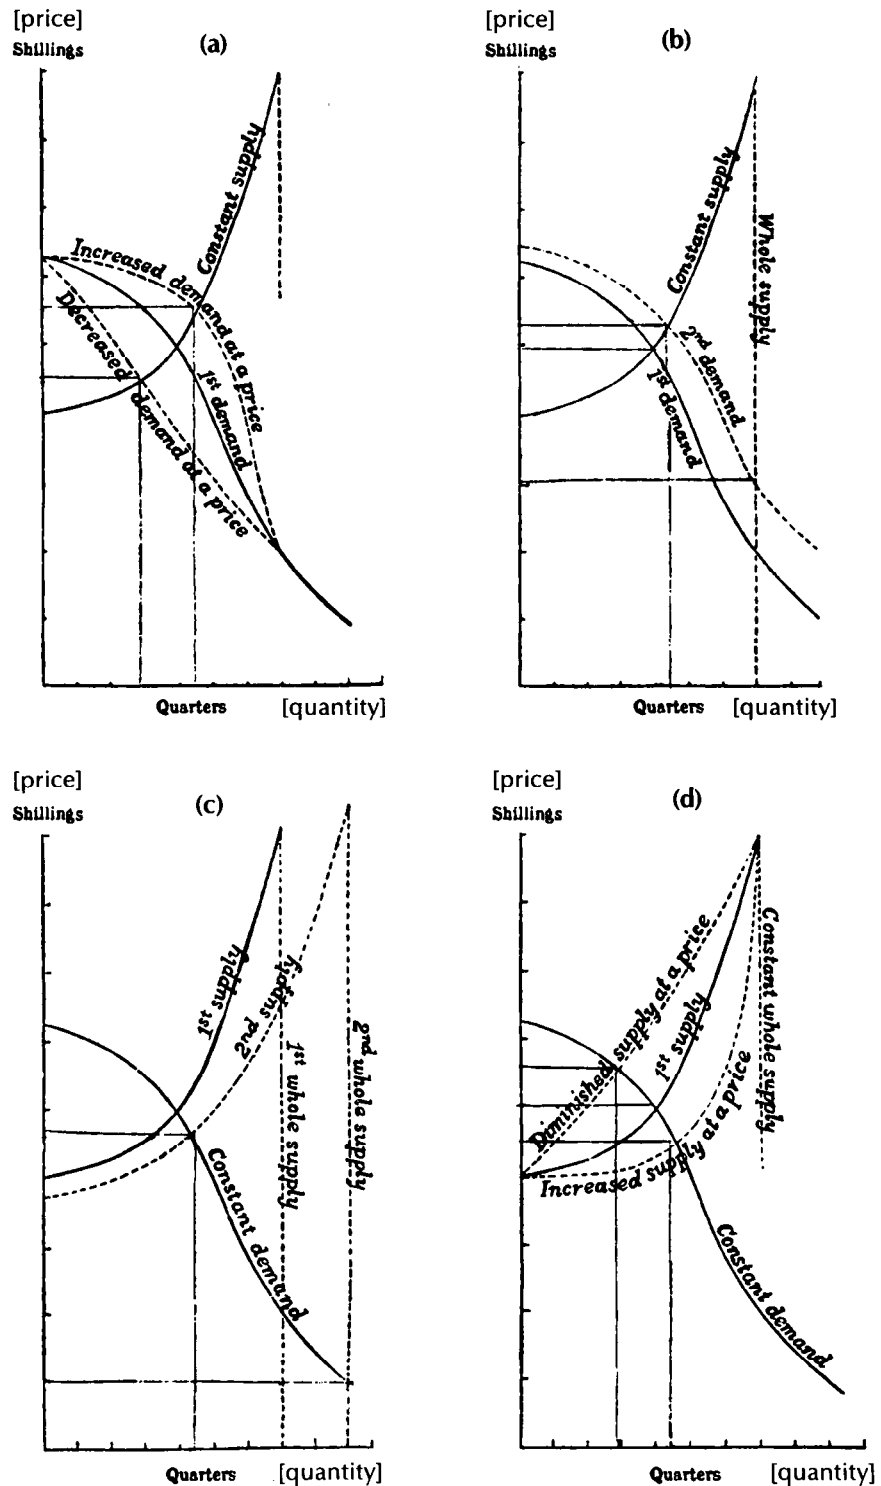 [price]
Shillings
(a)
Constant supply
Increased demand at a price
Decreased demand at a price
1st demand
Quarters [quantity]
[price]
Shillings
(b)
Constant supply
Whole supply
2nd demand
1st demand
Quarters [quantity]
[price]
Shillings
(c)
1st supply
2nd supply
1st whole supply
2nd whole supply
Constant demand
Quarters [quantity]
[price]
Shillings
(d)
Diminished supply at a price
1st supply
Constant whole supply
Increased supply at a price
Constant demand
Quarters [quantity]